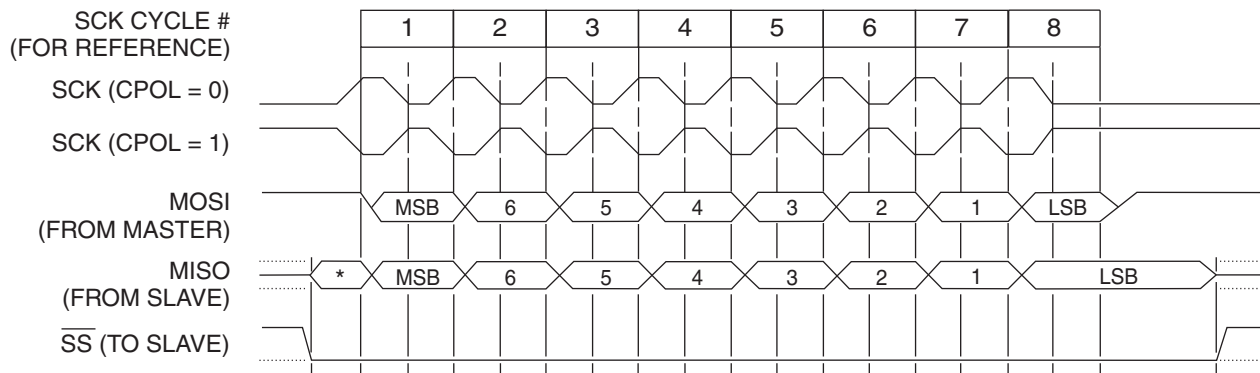 SCK CYCLE #
(FOR REFERENCE)
1 2 3 4 5 6 7 8
SCK (CPOL = 0)
SCK (CPOL = 1)
MOSI
(FROM MASTER)
MSB 6 5 4 3 2 1 LSB
MISO
(FROM SLAVE)
* MSB 6 5 4 3 2 1 LSB
SS (TO SLAVE)